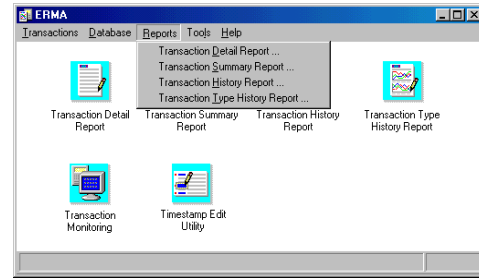 ERMA
Transactions Database Reports Tools Help
Transaction Detail Report ...
Transaction Summary Report ...
Transaction History Report ...
Transaction Type History Report ...
Transaction Detail Report
Transaction Summary Report
Transaction History Report
Transaction Type History Report
Transaction Monitoring
Timestamp Edit Utility